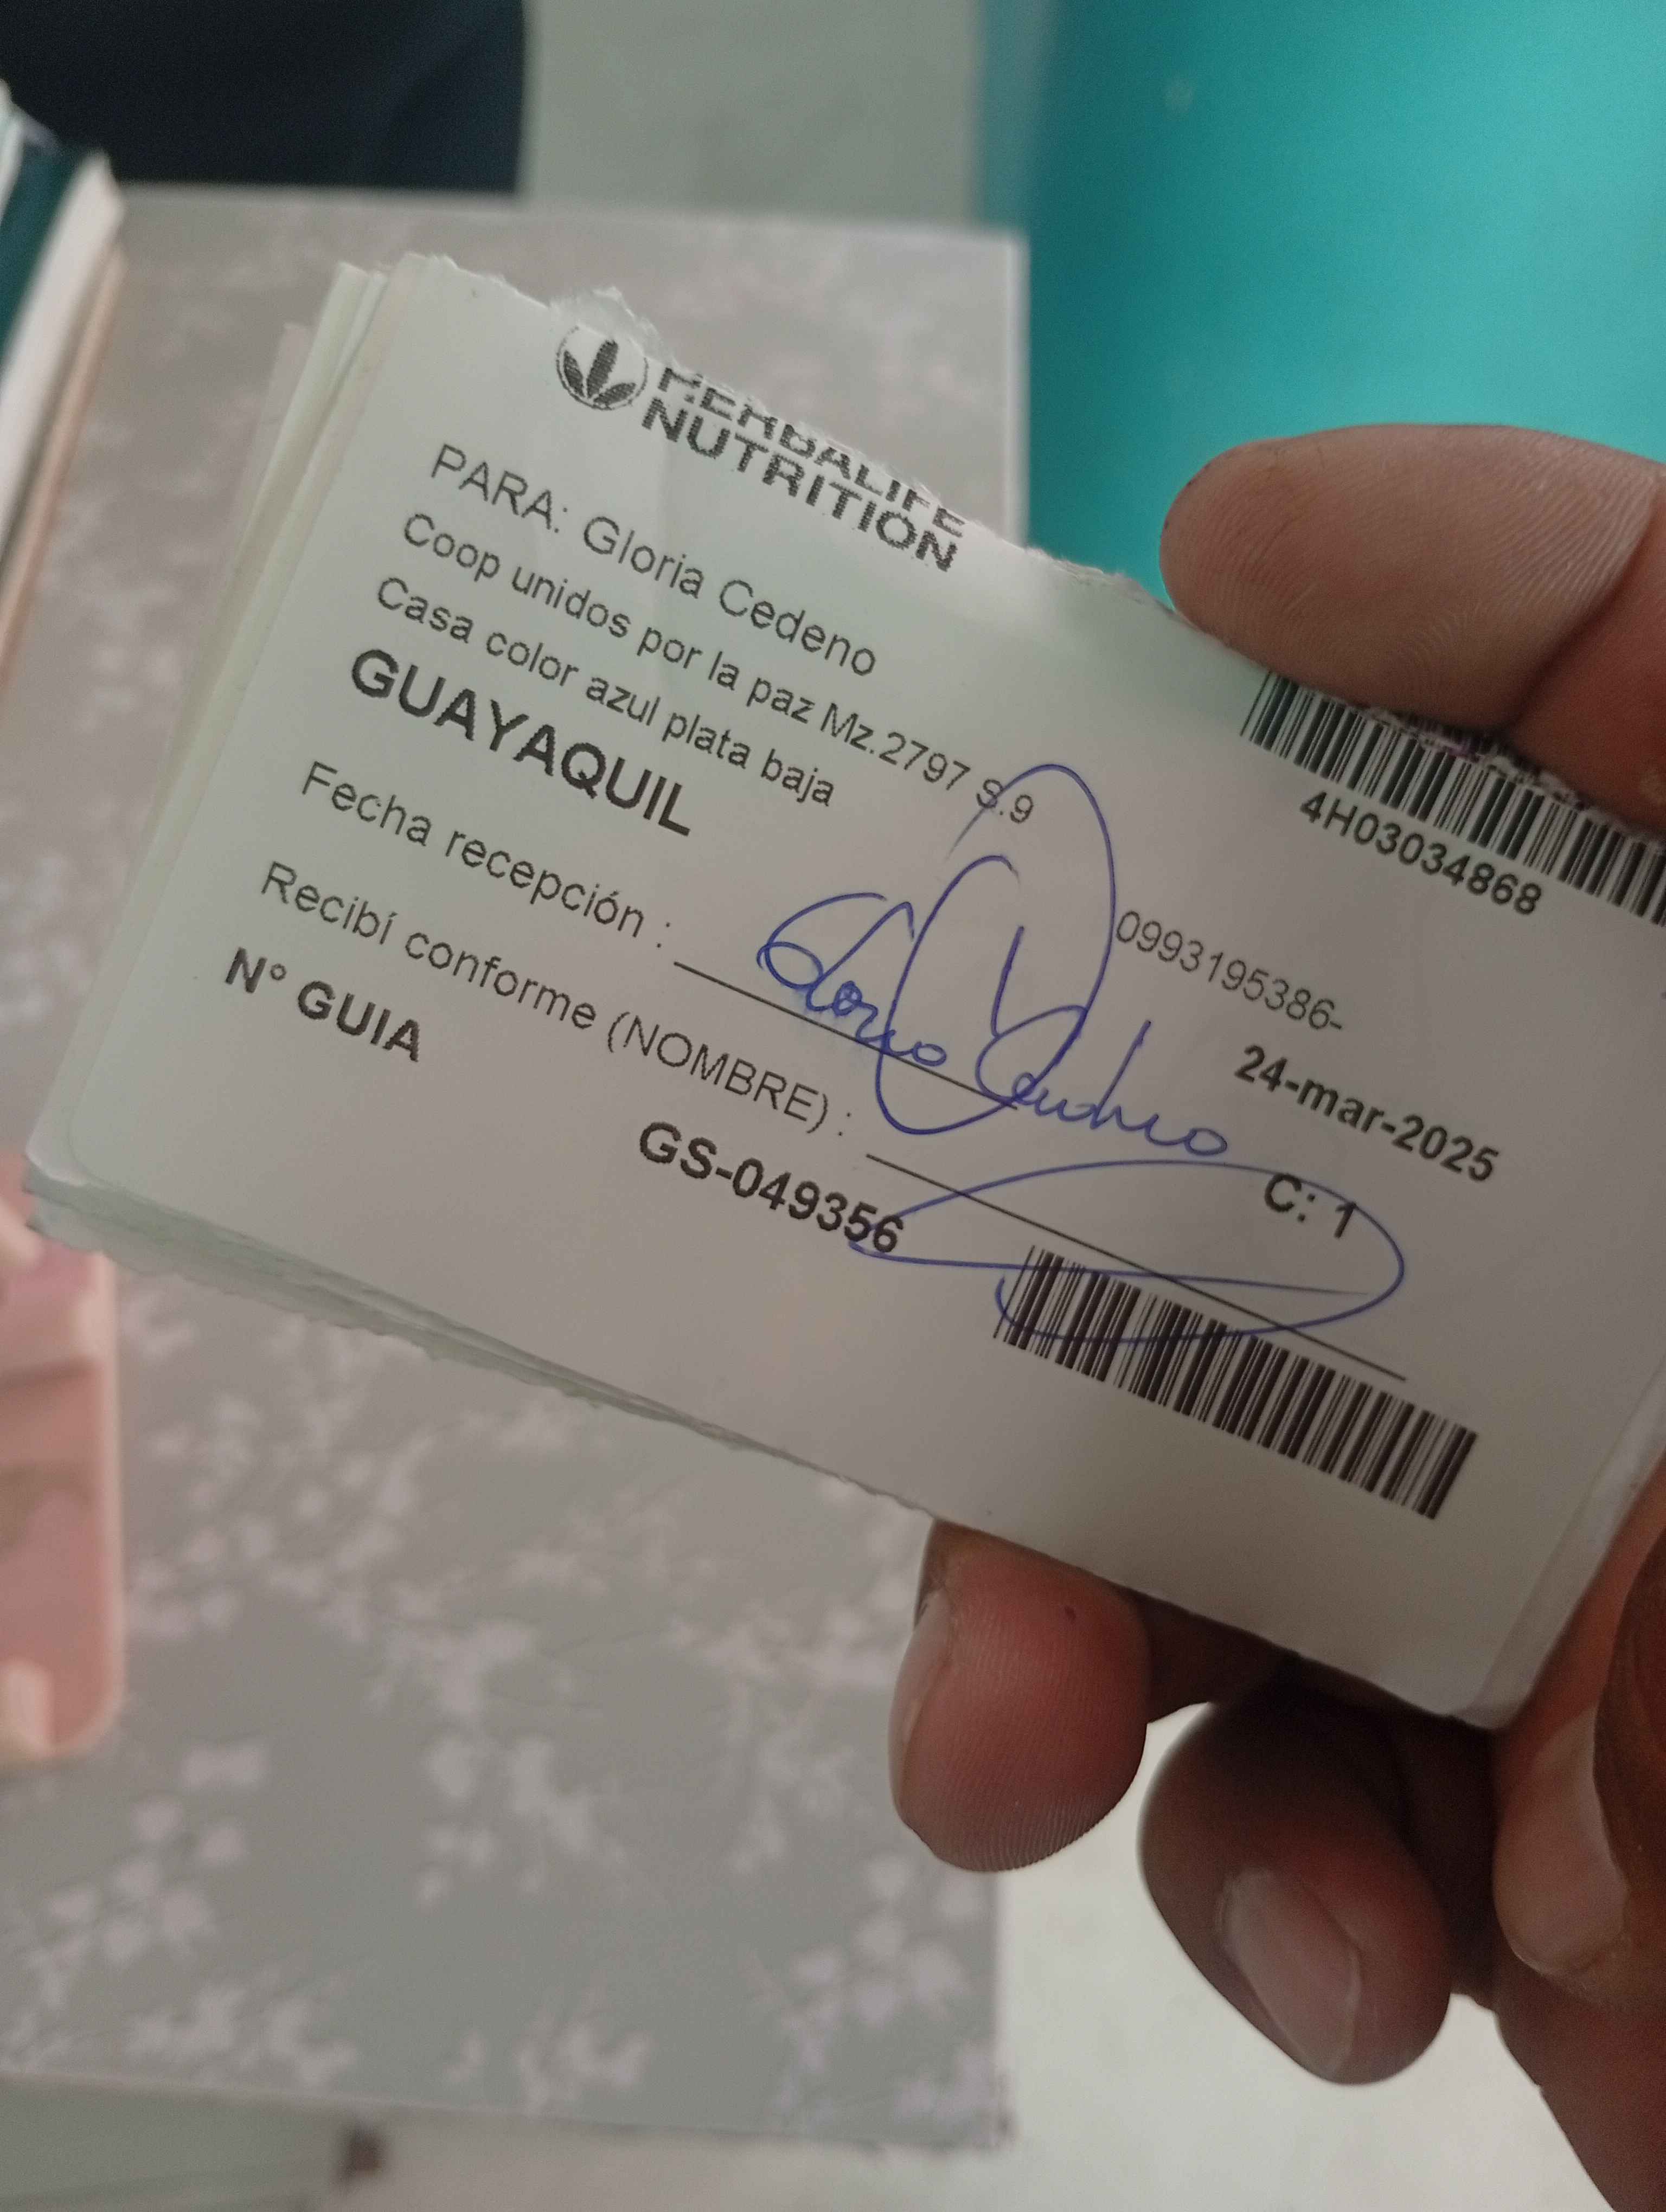 HERBALIFE
NUTRITION
PARA: Gloria Cedeno
Coop unidos por la paz Mz.2797 S.9
Casa color azul plata baja
GUAYAQUIL
4H03034868
0993195386-
Fecha recepción :
24-mar-2025
Recibí conforme (NOMBRE) :
C: 1
N° GUIA
GS-049356